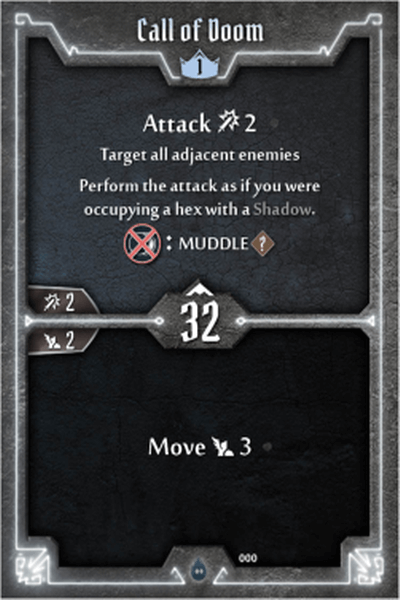 Call of Doom
1
Attack 2
Target all adjacent enemies
Perform the attack as if you were
occupying a hex with a Shadow.
: MUDDLE ?
2
32
2
Move 3
000